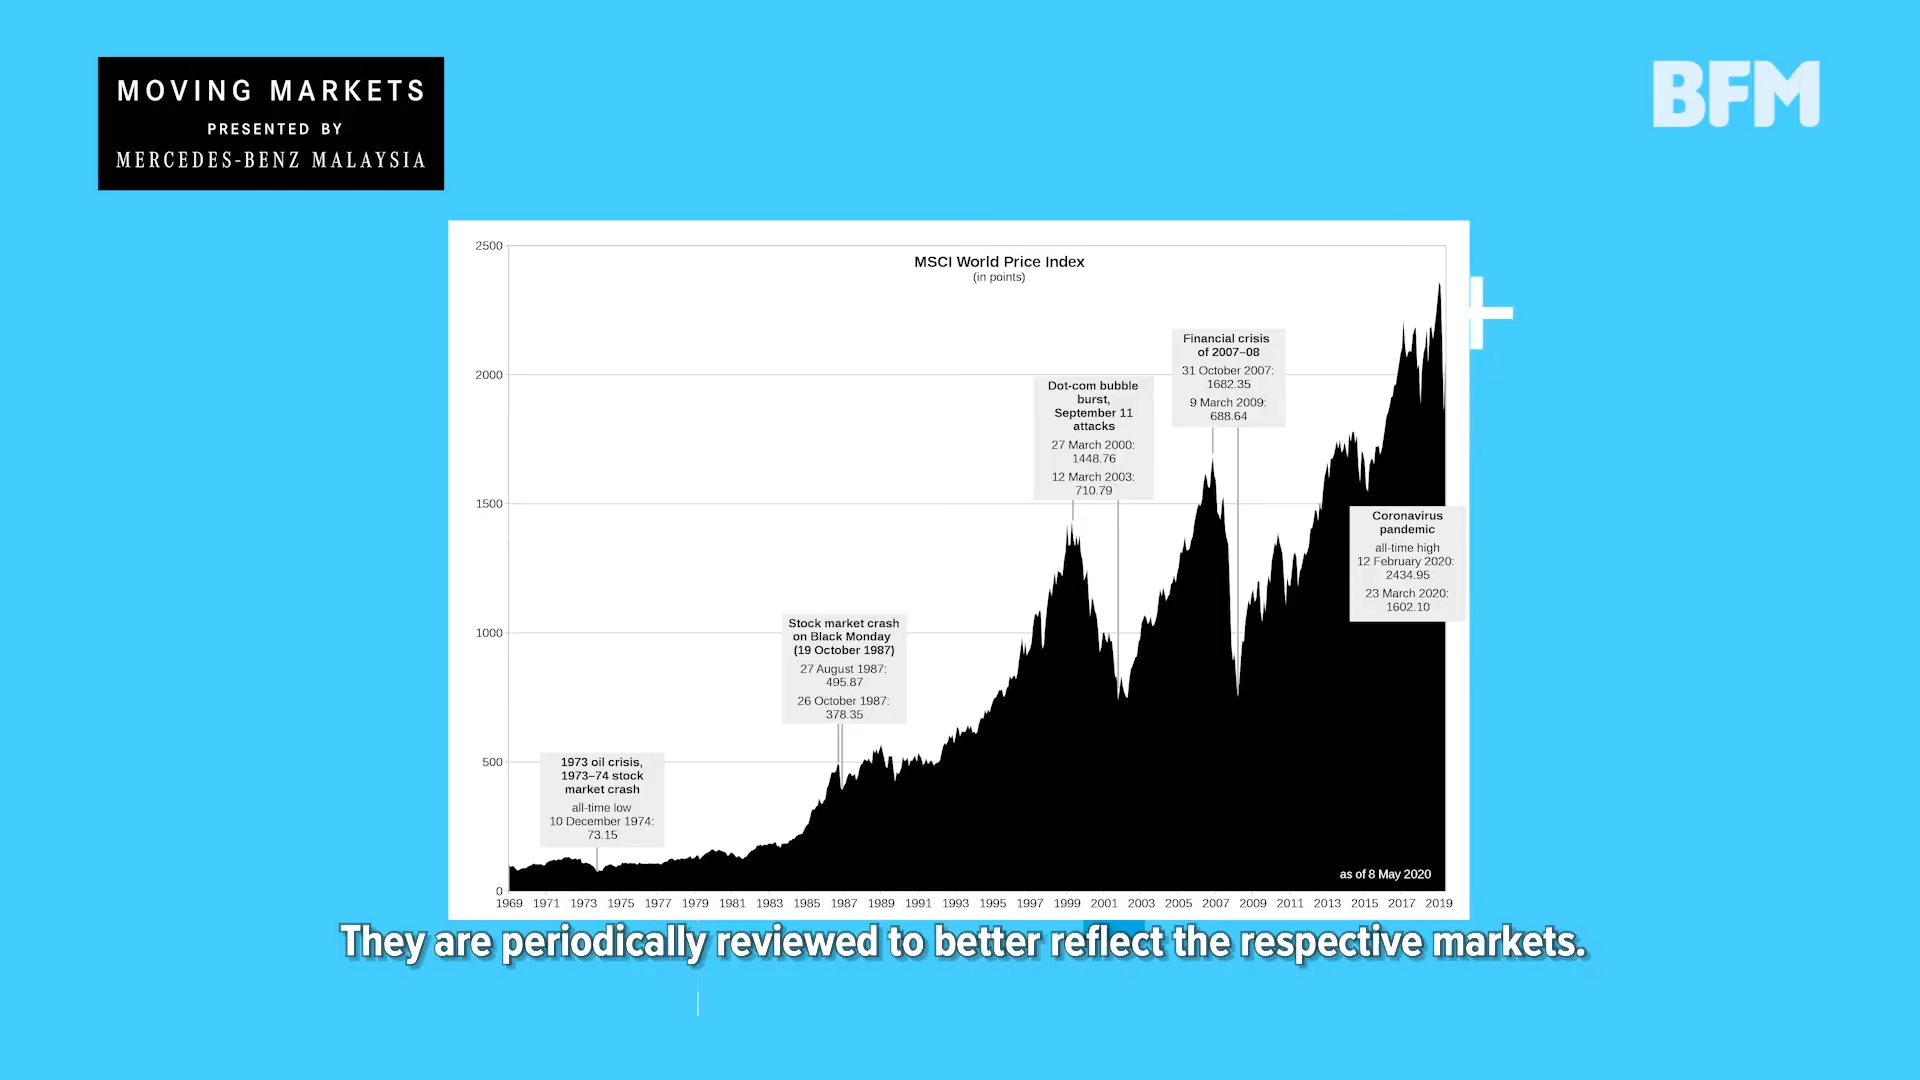 MOVING MARKETS
PRESENTED BY
MERCEDES-BENZ MALAYSIA
BFM
MSCI World Price Index
(in points)
2500
2000
1500
1000
500
0
Financial crisis
of 2007–08
31 October 2007:
1682.35
9 March 2009:
688.64
Dot-com bubble
burst,
September 11
attacks
27 March 2000:
1448.76
12 March 2003:
710.79
Coronavirus
pandemic
all-time high
12 February 2020:
2434.95
23 March 2020:
1602.10
Stock market crash
on Black Monday
(19 October 1987)
27 August 1987:
495.87
26 October 1987:
378.35
1973 oil crisis,
1973–74 stock
market crash
all-time low
10 December 1974:
73.15
as of 8 May 2020
1969 1971 1973 1975 1977 1979 1981 1983 1985 1987 1989 1991 1993 1995 1997 1999 2001 2003 2005 2007 2009 2011 2013 2015 2017 2019
They are periodically reviewed to better reflect the respective markets.